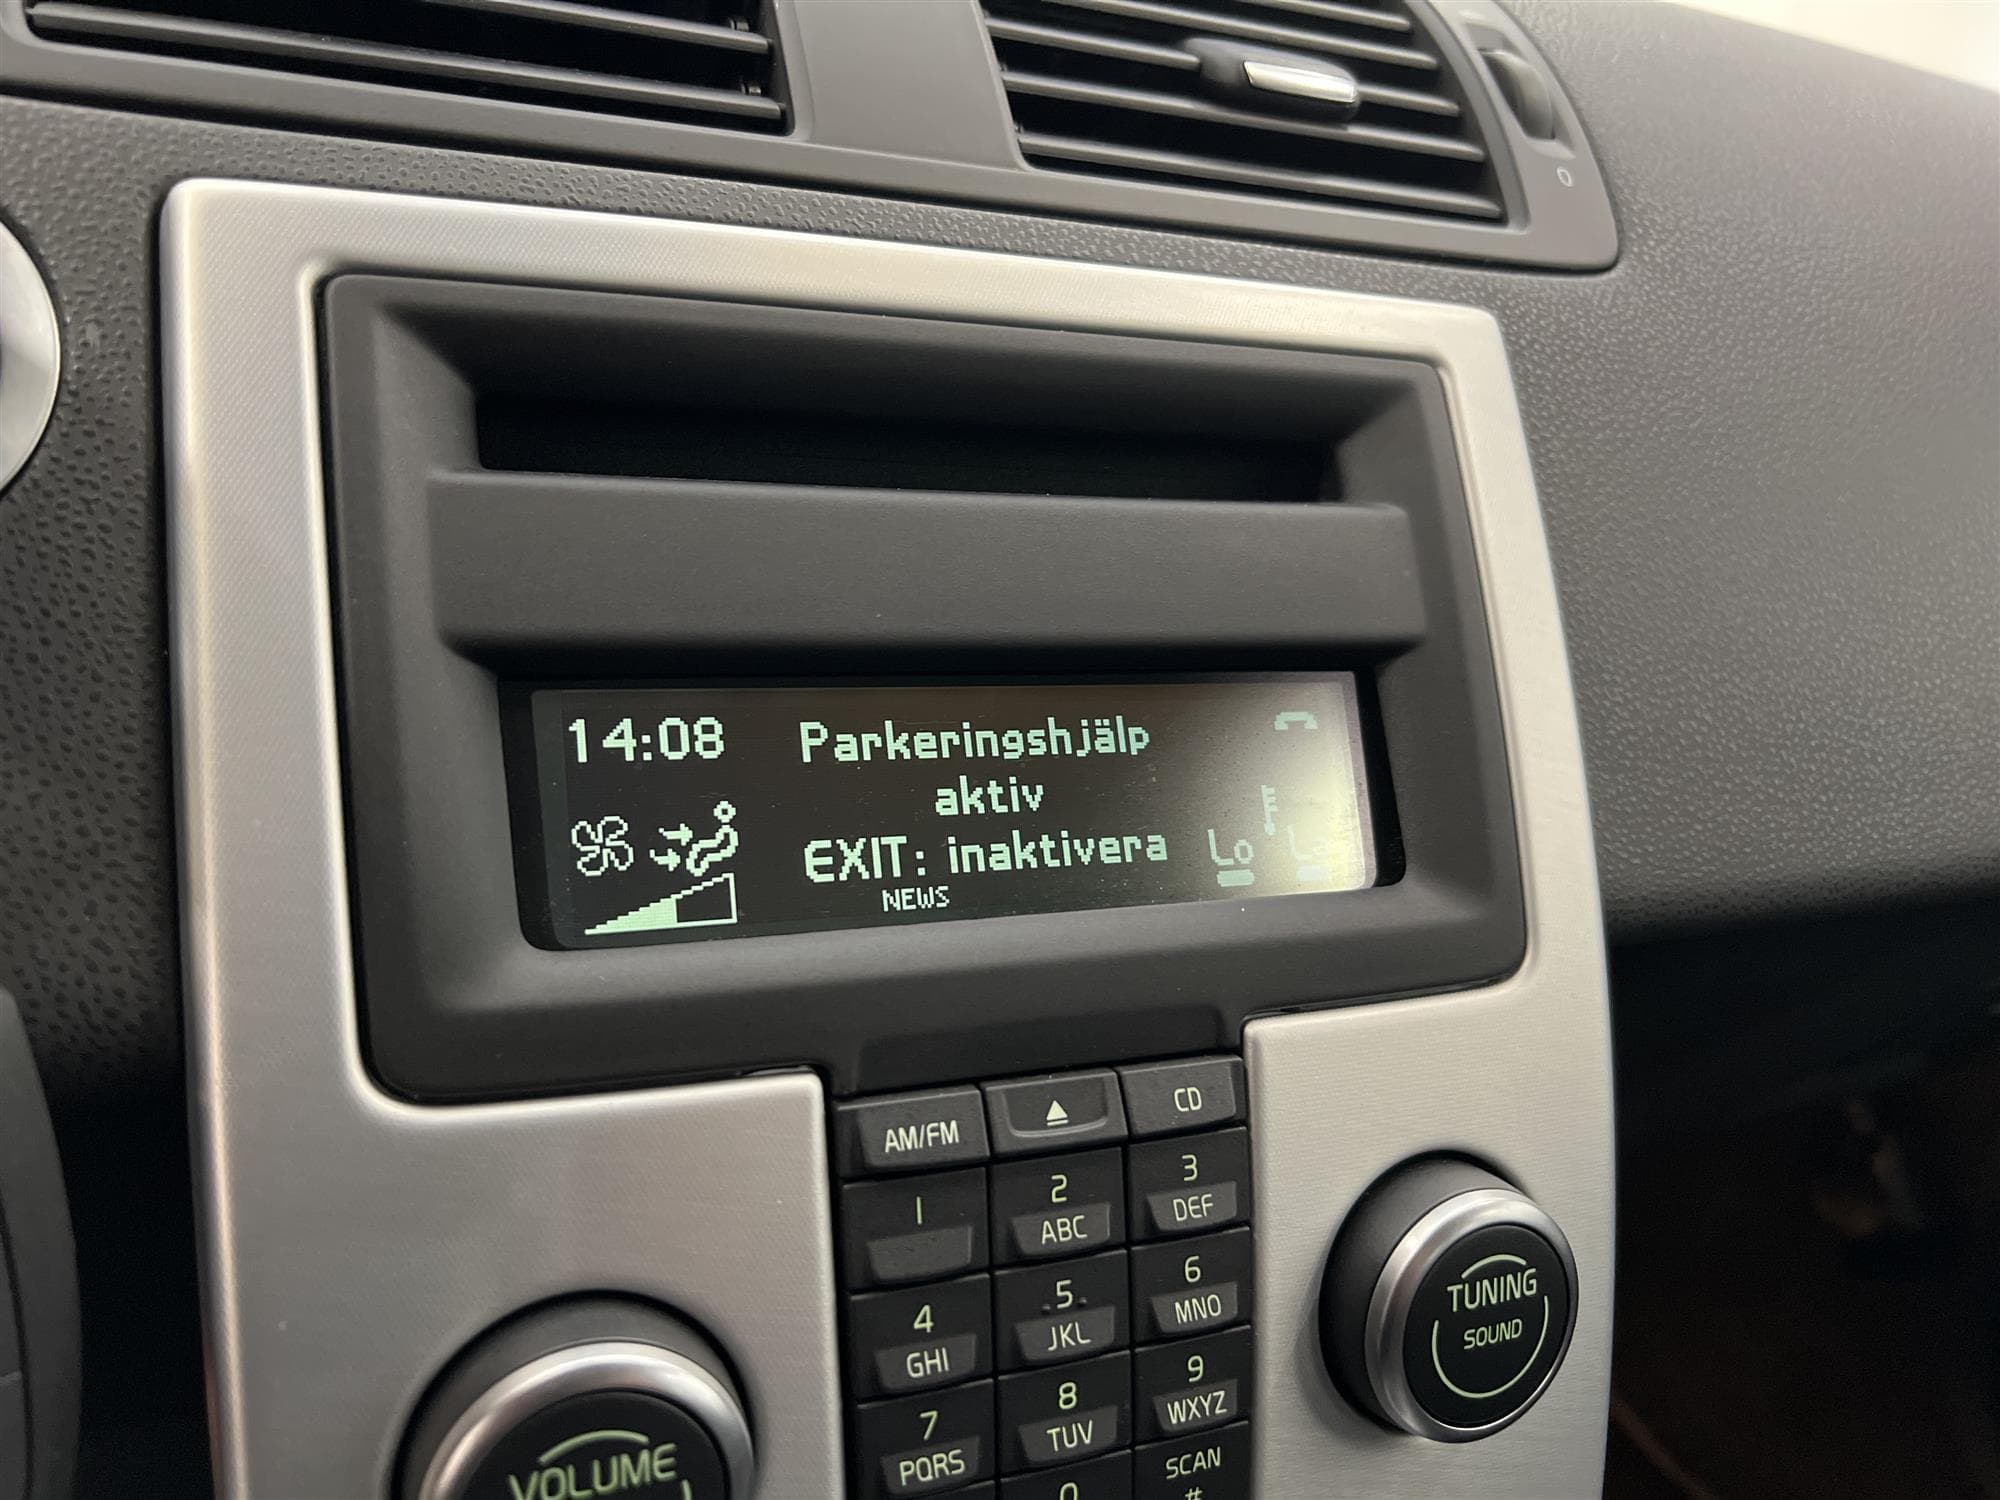 14:08 Parkeringshjälp
aktiv
EXIT: inaktivera
Lo
NEWS
AM/FM
CD
1
2
ABC
3
DEF
4
GHI
5
JKL
6
MNO
7
PQRS
8
TUV
9
WXYZ
0
SCAN
#
VOLUME
TUNING
SOUND